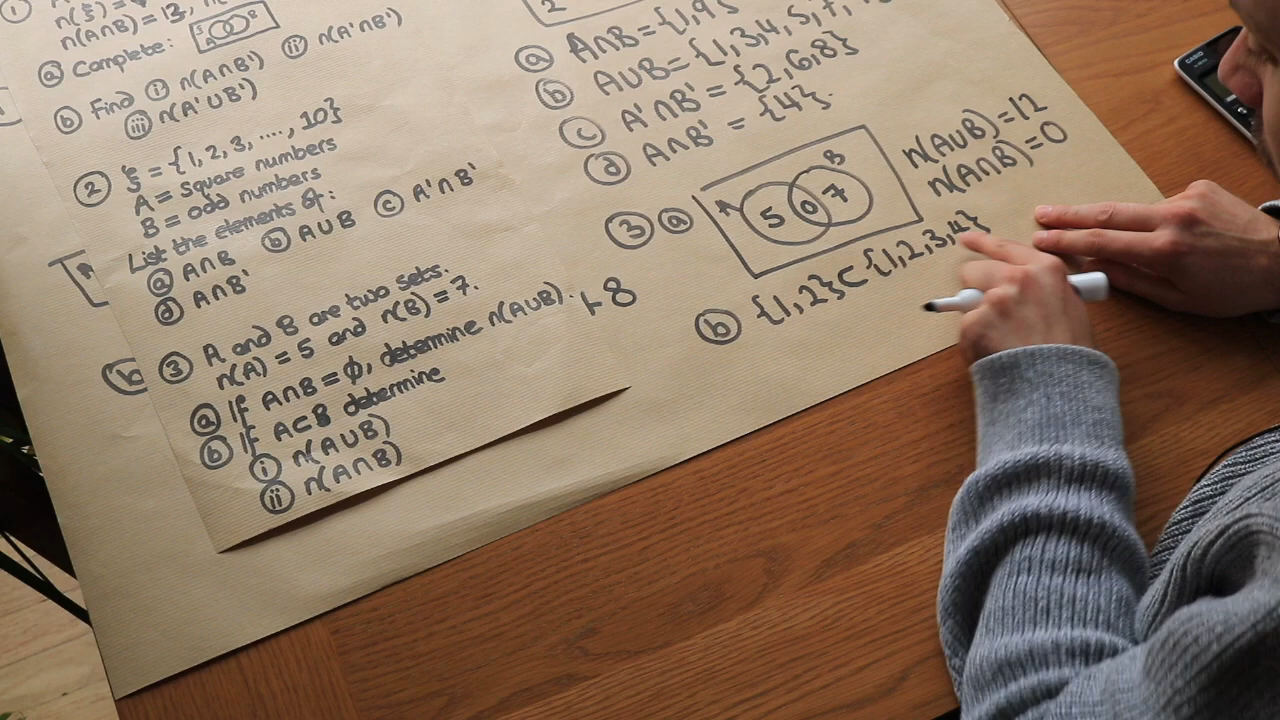 ①
n(ξ) =
n(A∩B) = 13, n(
ⓐ Complete: ξ A
ⓑ Find ⓘ n(A∩B') ⓘⓘ n(A'∩B')
ⓘⓘⓘ n(A'∪B')
② ξ = {1, 2, 3, ...., 10}
A = square numbers
B = odd numbers
List the elements of:
ⓐ A∩B ⓑ A∪B ⓒ A'∩B'
ⓓ A∩B'
③ A and B are two sets.
n(A) = 5 and n(B) = 7.
ⓐ If A∩B = ϕ, determine n(A∪B).
ⓑ If A⊂B determine
ⓘ n(A∪B)
ⓘⓘ n(A∩B)
+8
2
ⓐ A∩B = {1,9}
ⓑ A∪B = {1, 3, 4, 5, 7,
ⓒ A'∩B' = {2,6,8}
ⓓ A∩B' = {4}.
③ ⓐ A 5 0 7 B
n(A∪B) = 12
n(A∩B) = 0
ⓑ {1,2}⊂{1,2,3,4}